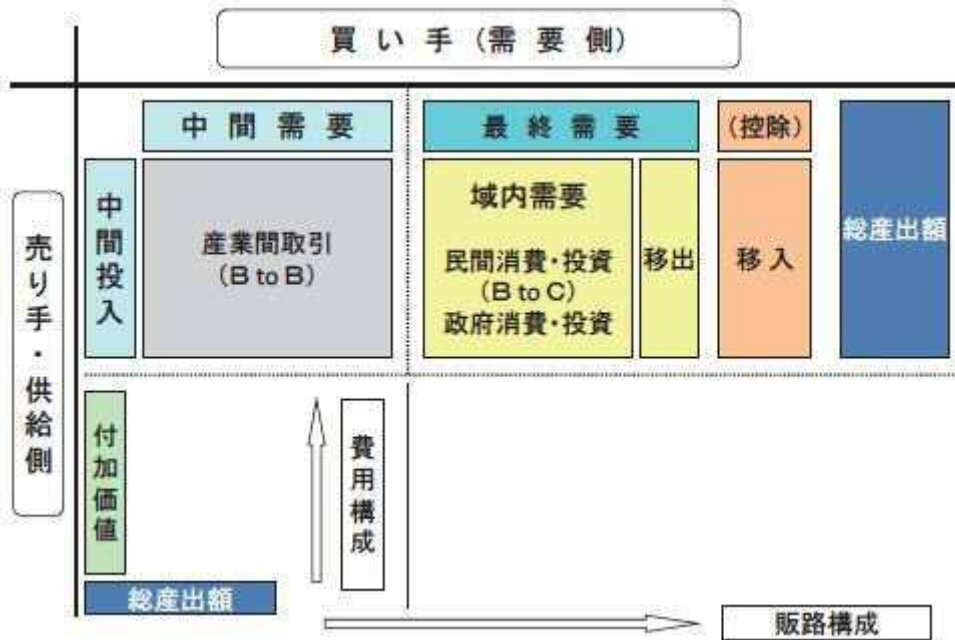 買い手(需要側)
中間需要
最終需要
(控除)
総産出額
売り手・供給側
中間投入
産業間取引
(B to B)
域内需要
民間消費・投資
(B to C)
政府消費・投資
移出
移入
付加価値
費用構成
総産出額
販路構成